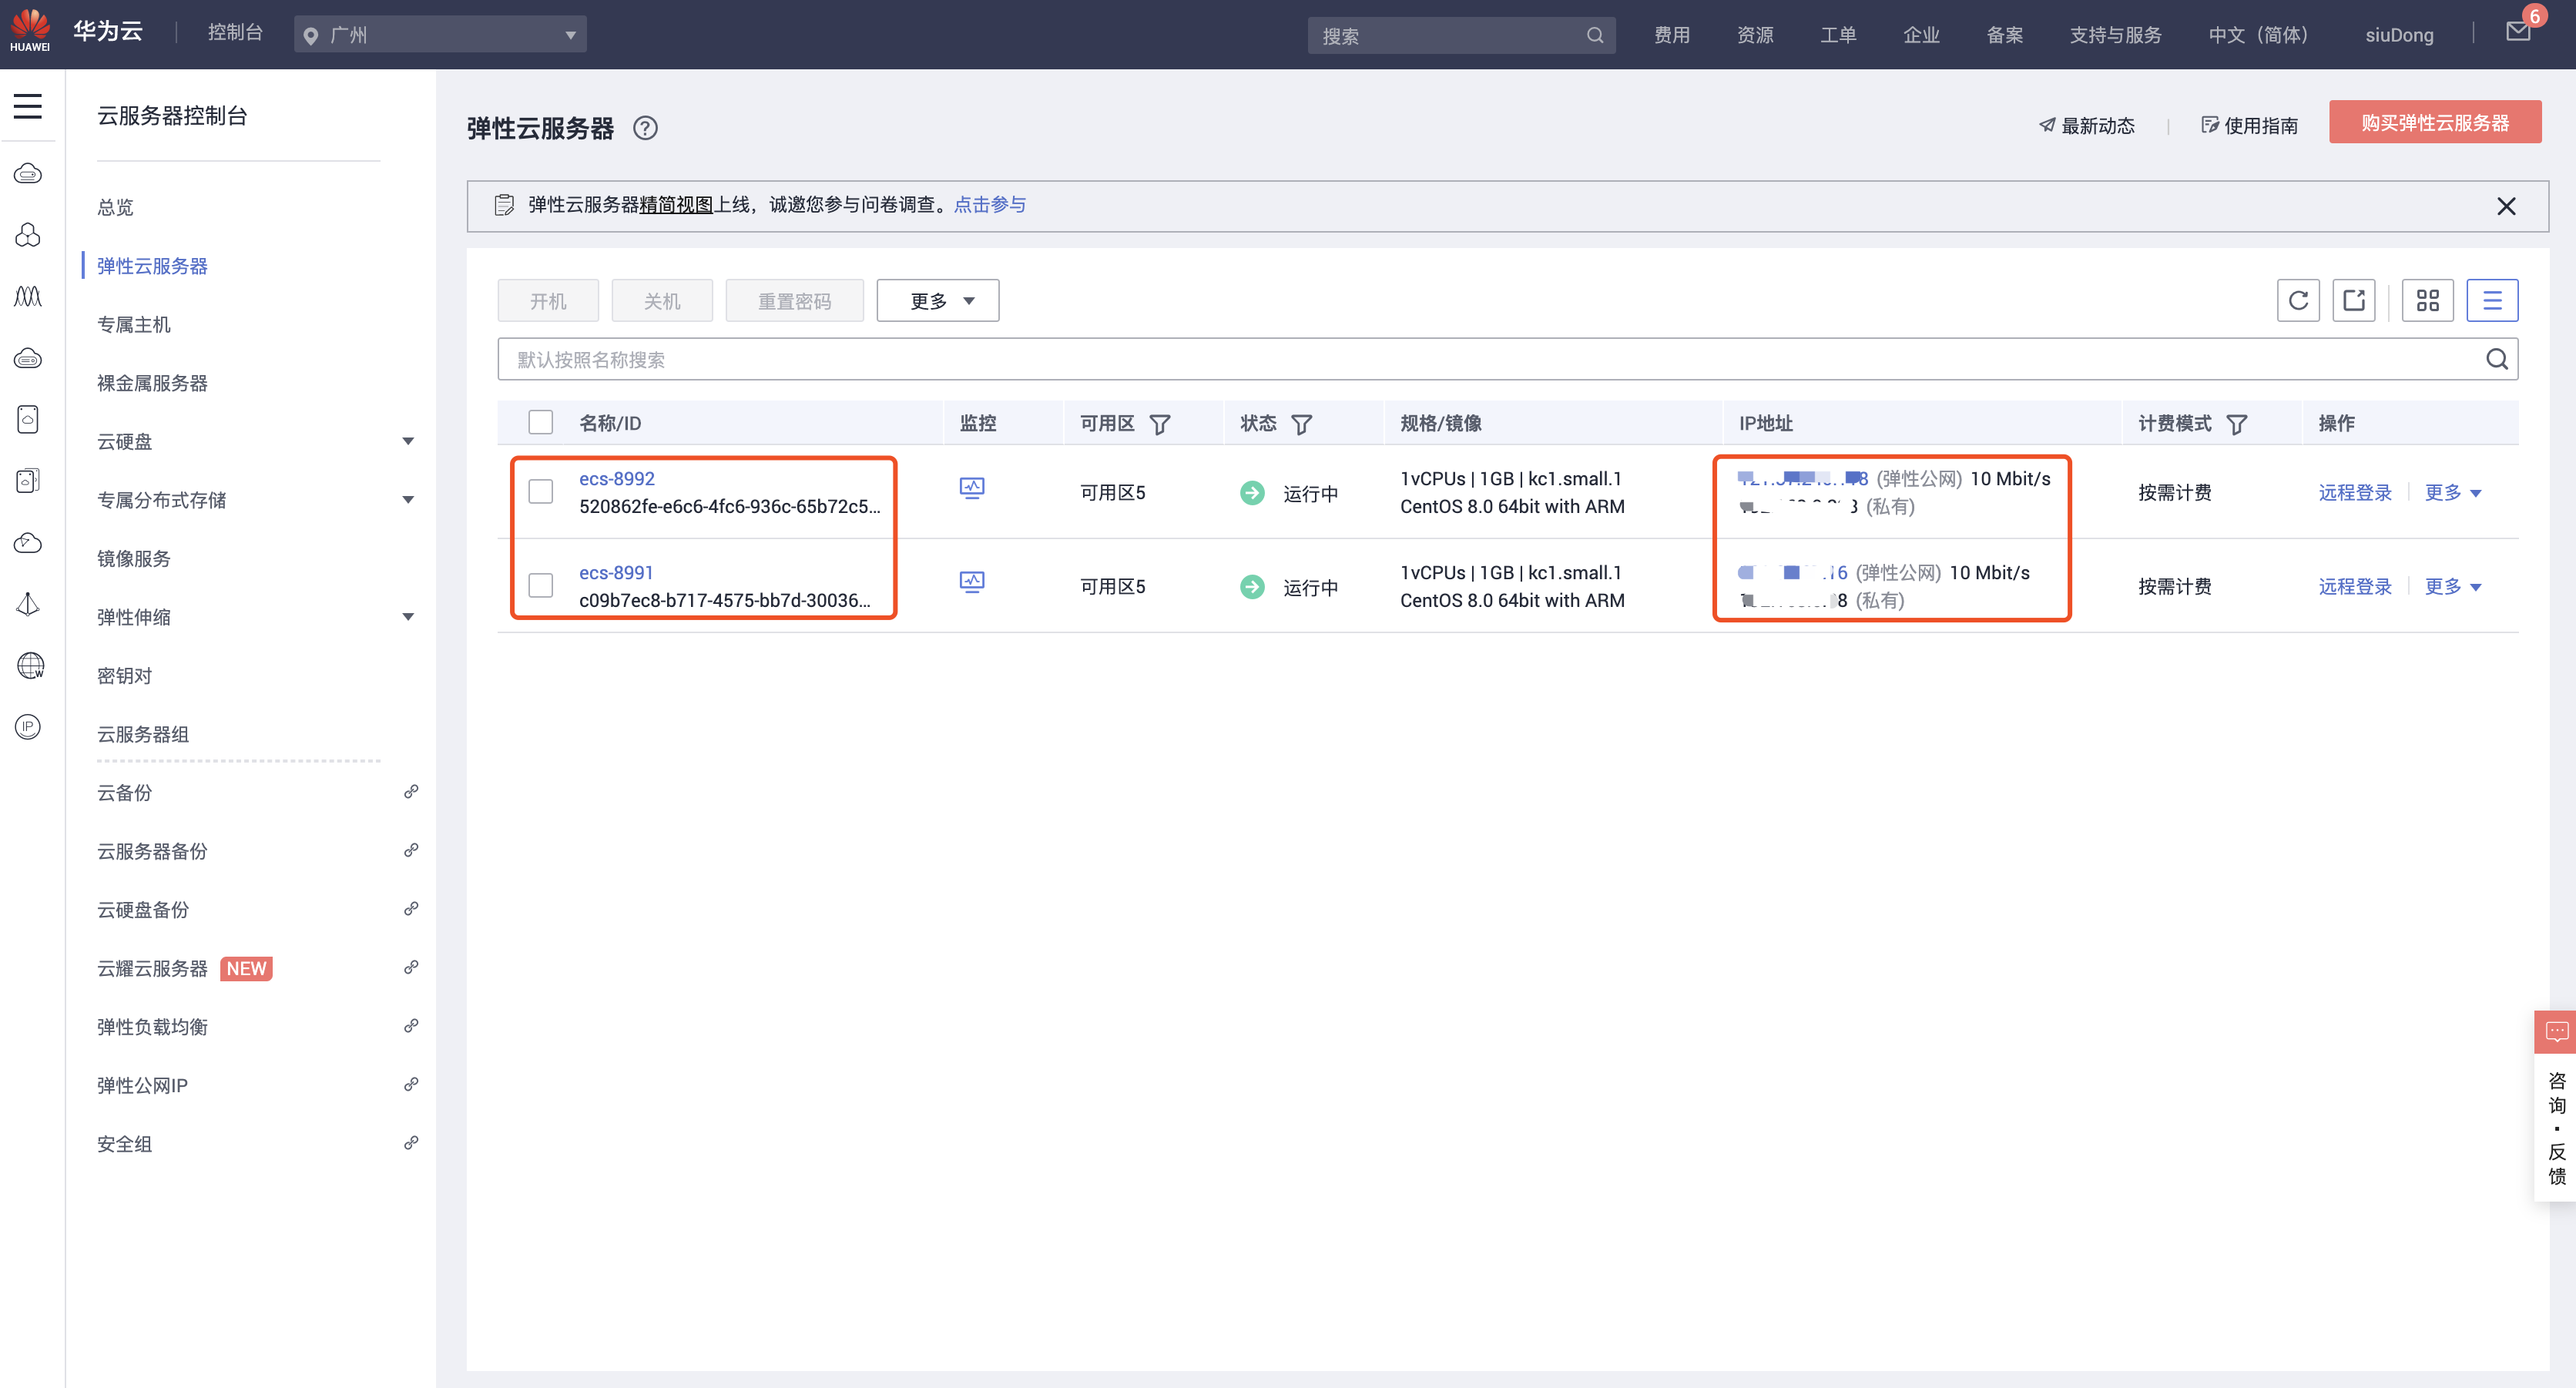 HUAWEI
华为云
控制台
广州
搜索
费用
资源
工单
企业
备案
支持与服务
中文（简体）
siuDong
6
云服务器控制台
总览
弹性云服务器
专属主机
裸金属服务器
云硬盘
专属分布式存储
镜像服务
弹性伸缩
密钥对
云服务器组
云备份
云服务器备份
云硬盘备份
云耀云服务器 NEW
弹性负载均衡
弹性公网IP
安全组
弹性云服务器
最新动态
使用指南
购买弹性云服务器
弹性云服务器精简视图上线，诚邀您参与问卷调查。点击参与
开机
关机
重置密码
更多
默认按照名称搜索
名称/ID
监控
可用区
状态
规格/镜像
IP地址
计费模式
操作
ecs-8992
520862fe-e6c6-4fc6-936c-65b72c5...
可用区5
运行中
1vCPUs | 1GB | kc1.small.1
CentOS 8.0 64bit with ARM
(弹性公网) 10 Mbit/s
(私有)
按需计费
远程登录
更多
ecs-8991
c09b7ec8-b717-4575-bb7d-30036...
可用区5
运行中
1vCPUs | 1GB | kc1.small.1
CentOS 8.0 64bit with ARM
(弹性公网) 10 Mbit/s
(私有)
按需计费
远程登录
更多
咨询·反馈
IP
W